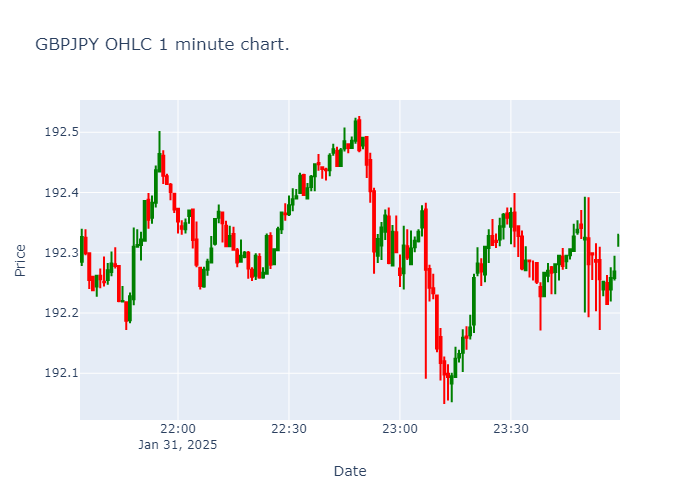 GBPJPY OHLC 1 minute chart.
192.5
192.4
192.3
192.2
192.1
Price
22:00
22:30
23:00
23:30
Jan 31, 2025
Date